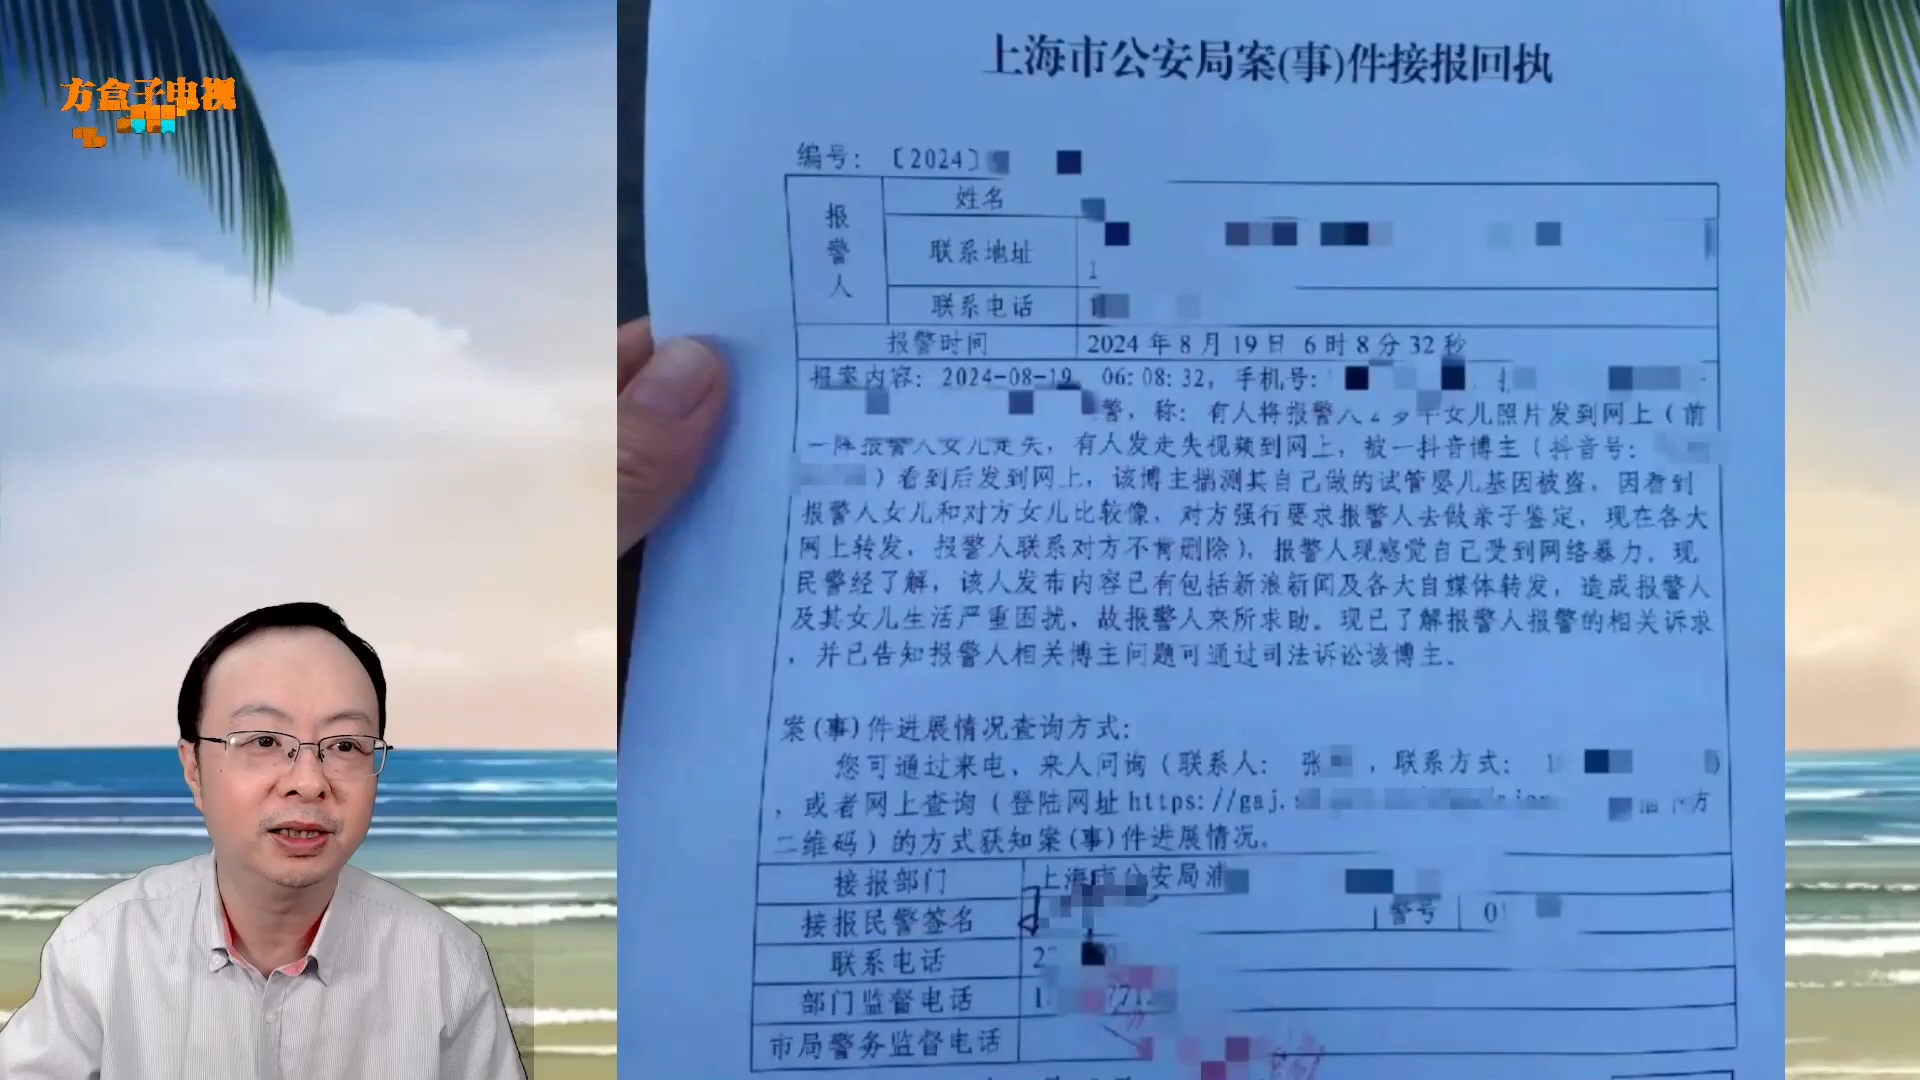 方盒子电视
上海市公安局案(事)件接报回执
编号：〔2024〕
报警人
姓名
联系地址
1
联系电话
报警时间 2024 年 8 月 19 日 6 时 8 分 32 秒
报案内容：2024-08-19 06:08:32，手机号：
警，称：有人将报警人2多年女儿照片发到网上（前
一阵报警人女儿走失，有人发走失视频到网上，被一抖音博主（抖音号：
）看到后发到网上，该博主揣测其自己做的试管婴儿基因被盗，因看到
报警人女儿和对方女儿比较像，对方强行要求报警人去做亲子鉴定，现在各大
网上转发，报警人联系对方不肯删除），报警人现感觉自己受到网络暴力。现
民警经了解，该人发布内容已有包括新浪新闻及各大自媒体转发，造成报警人
及其女儿生活严重困扰，故报警人来所求助。现已了解报警人报警的相关诉求
，并已告知报警人相关博主问题可通过司法诉讼该博主。
案(事)件进展情况查询方式：
您可通过来电、来人问询（联系人：张 ，联系方式：1
，或者网上查询（登陆网址https://gaj.
二维码）的方式获知案(事)件进展情况。
接报部门 上海市公安局浦
接报民警签名 警号 01
联系电话 2
部门监督电话 1
市局警务监督电话